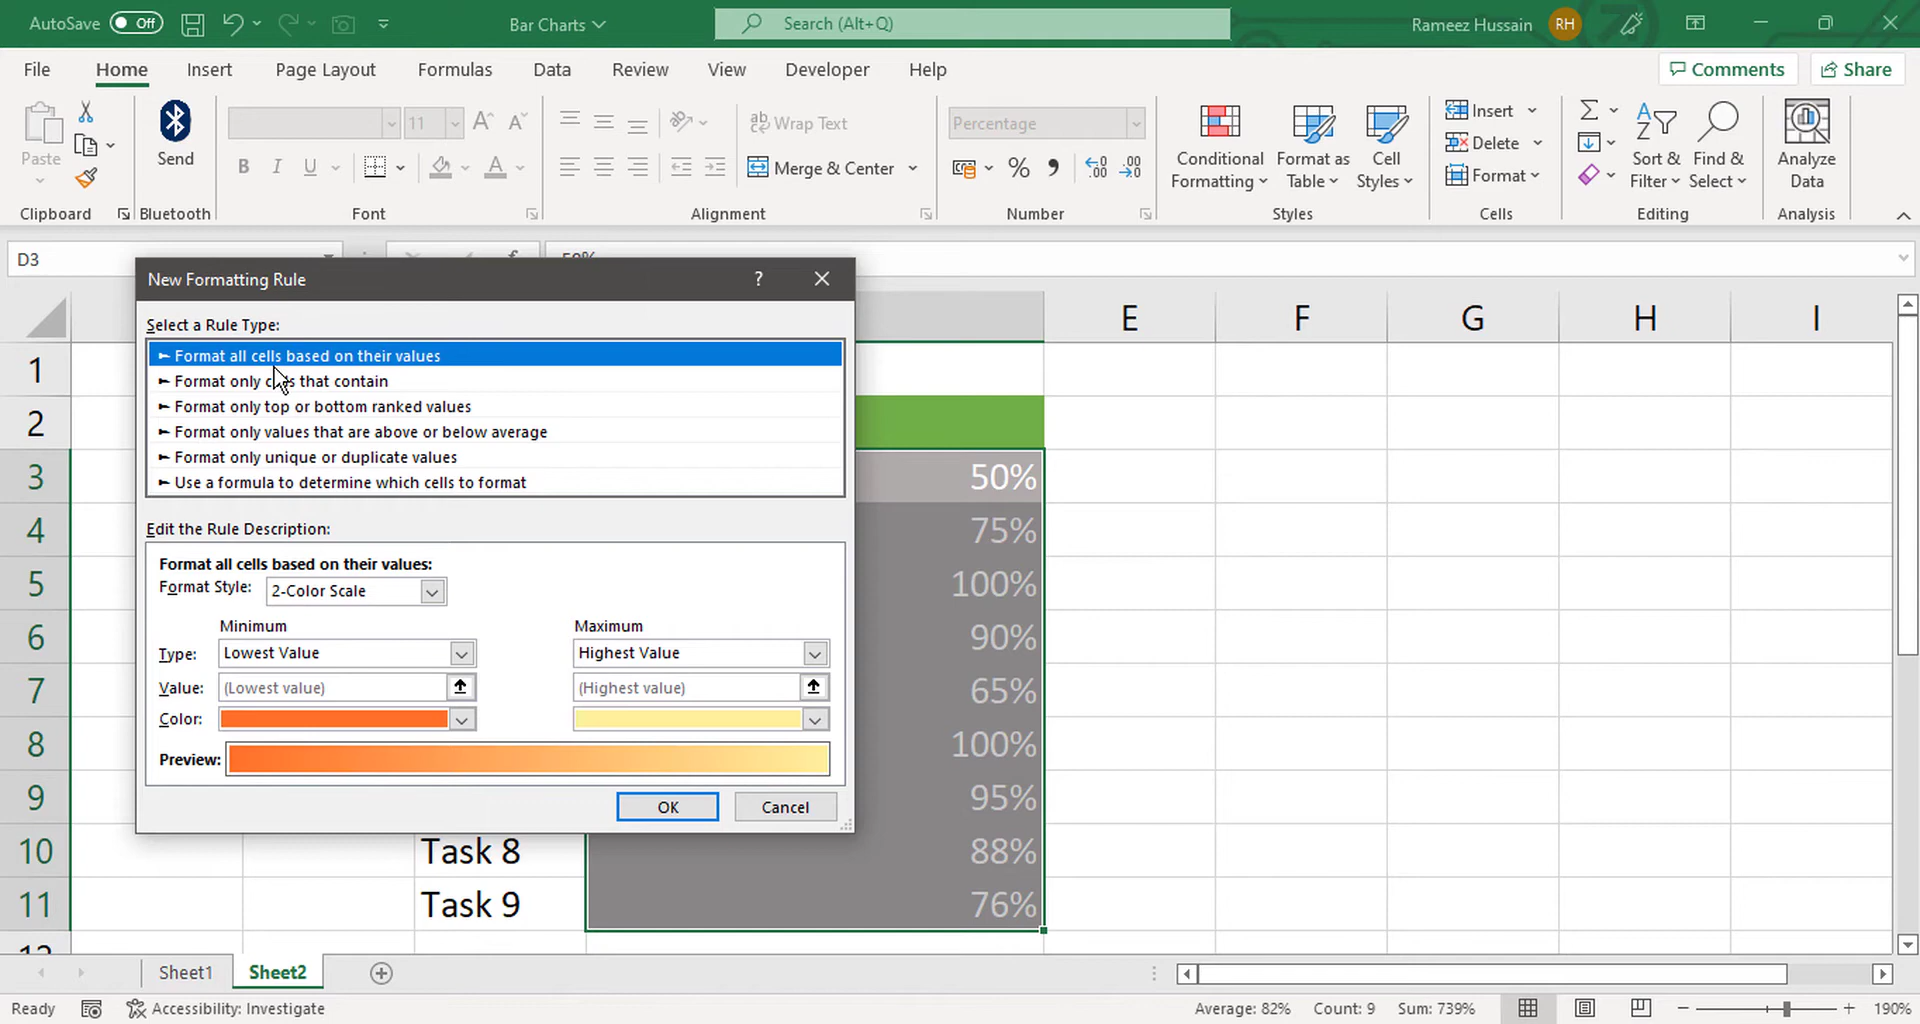 AutoSave Off
Bar Charts
Search (Alt+Q)
Rameez Hussain RH
File Home Insert Page Layout Formulas Data Review View Developer Help Comments Share
Paste
Clipboard
Send
Bluetooth
11 A A
B I U A
Font
ab Wrap Text
Merge & Center
Alignment
Percentage
% 9 .00 .00
Number
Conditional Formatting
Format as Table
Cell Styles
Styles
Insert
Delete
Format
Cells
Σ
Sort & Filter
Find & Select
Editing
Analyze Data
Analysis
D3
New Formatting Rule ?
Select a Rule Type:
► Format all cells based on their values
► Format only cells that contain
► Format only top or bottom ranked values
► Format only values that are above or below average
► Format only unique or duplicate values
► Use a formula to determine which cells to format
Edit the Rule Description:
Format all cells based on their values:
Format Style: 2-Color Scale
Minimum Maximum
Type: Lowest Value Highest Value
Value: (Lowest value) (Highest value)
Color:
Preview:
OK Cancel
E F G H I
1
2
3 50%
4 75%
5 100%
6 90%
7 65%
8 100%
9 95%
10 Task 8 88%
11 Task 9 76%
Sheet1 Sheet2
Ready Accessibility: Investigate Average: 82% Count: 9 Sum: 739% 190%